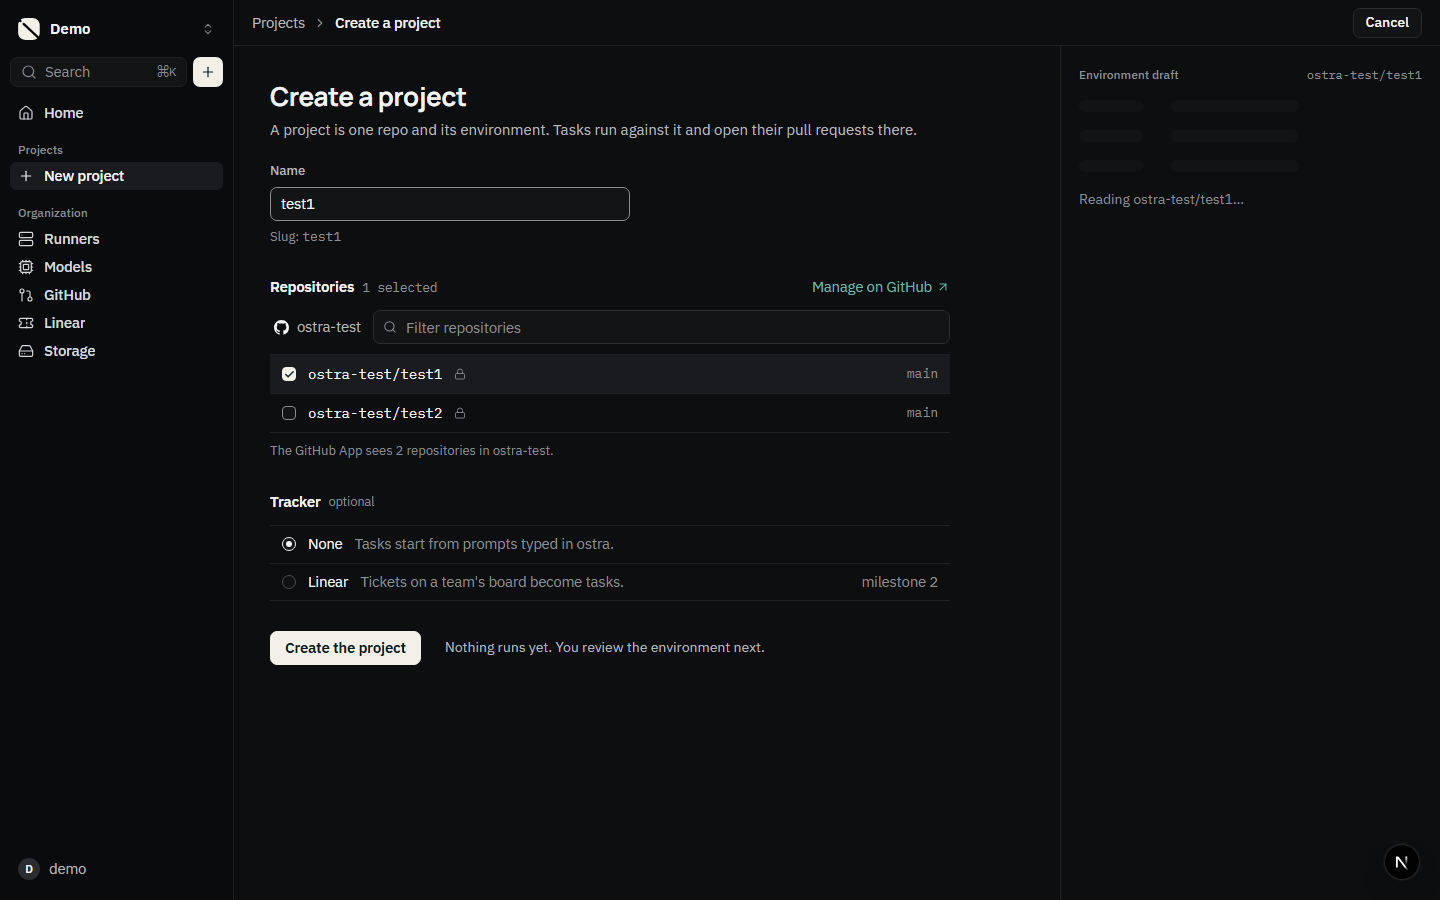 Demo
Search ⌘K
Home
Projects
New project
Organization
Runners
Models
GitHub
Linear
Storage
D demo
Projects > Create a project
Cancel
Create a project
A project is one repo and its environment. Tasks run against it and open their pull requests there.
Name
test1
Slug: test1
Repositories 1 selected
Manage on GitHub
ostra-test
Filter repositories
ostra-test/test1 main
ostra-test/test2 main
The GitHub App sees 2 repositories in ostra-test.
Tracker optional
None Tasks start from prompts typed in ostra.
Linear Tickets on a team's board become tasks. milestone 2
Create the project
Nothing runs yet. You review the environment next.
Environment draft ostra-test/test1
Reading ostra-test/test1...
N